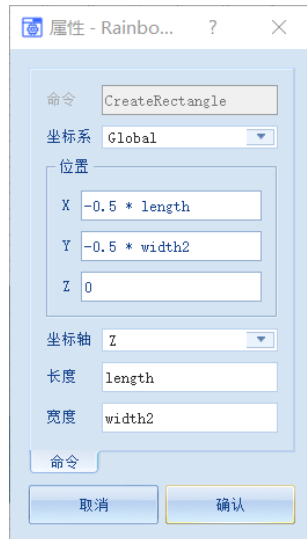 属性 - Rainbo... ?
命令 CreateRectangle
坐标系 Global
位置
X -0.5 * length
Y -0.5 * width2
Z 0
坐标轴 Z
长度 length
宽度 width2
命令
取消 确认